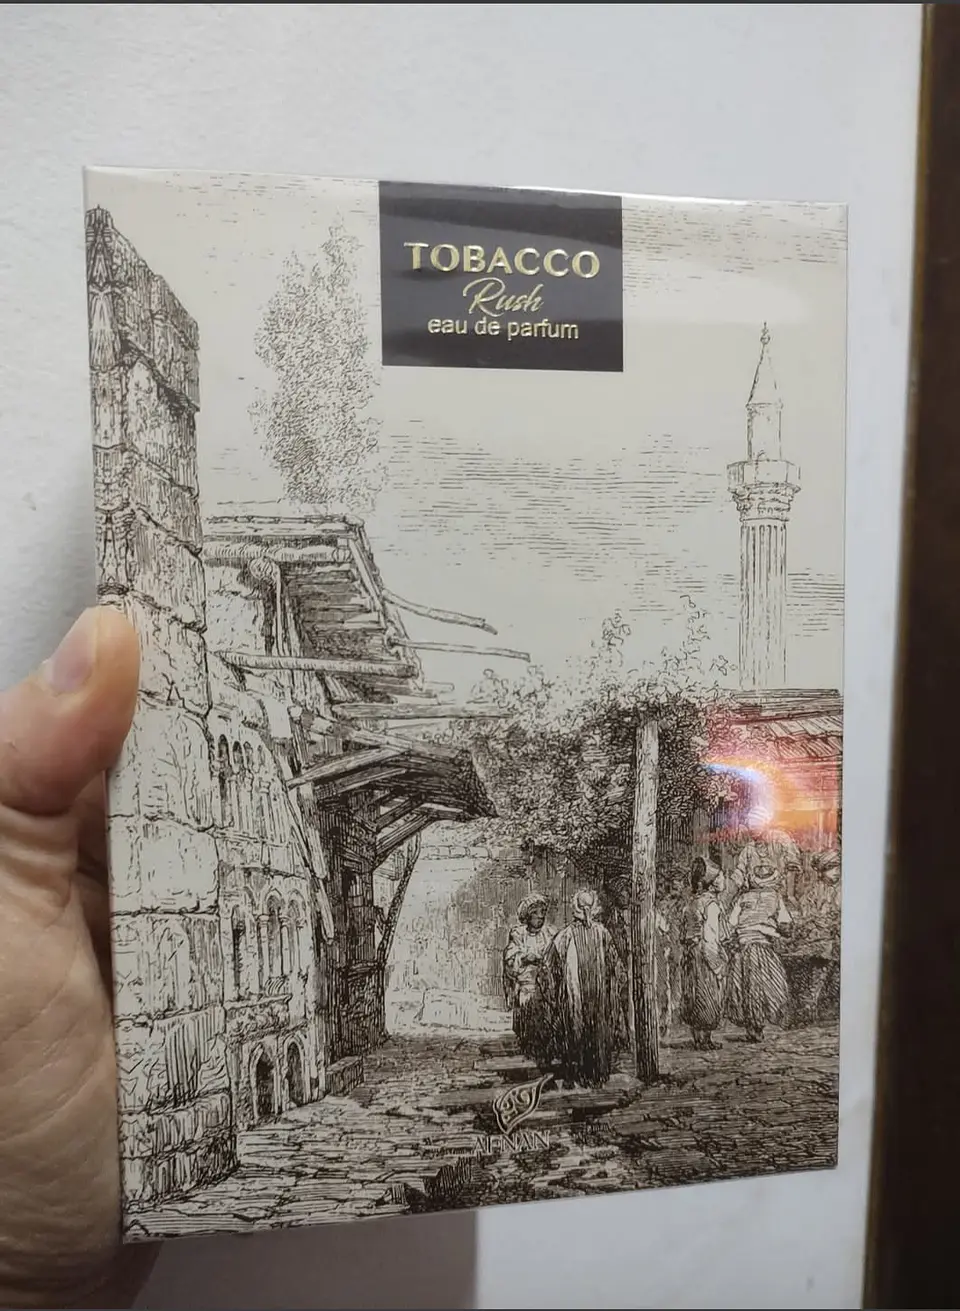 TOBACCO
Rush
eau de parfum
AFNAN